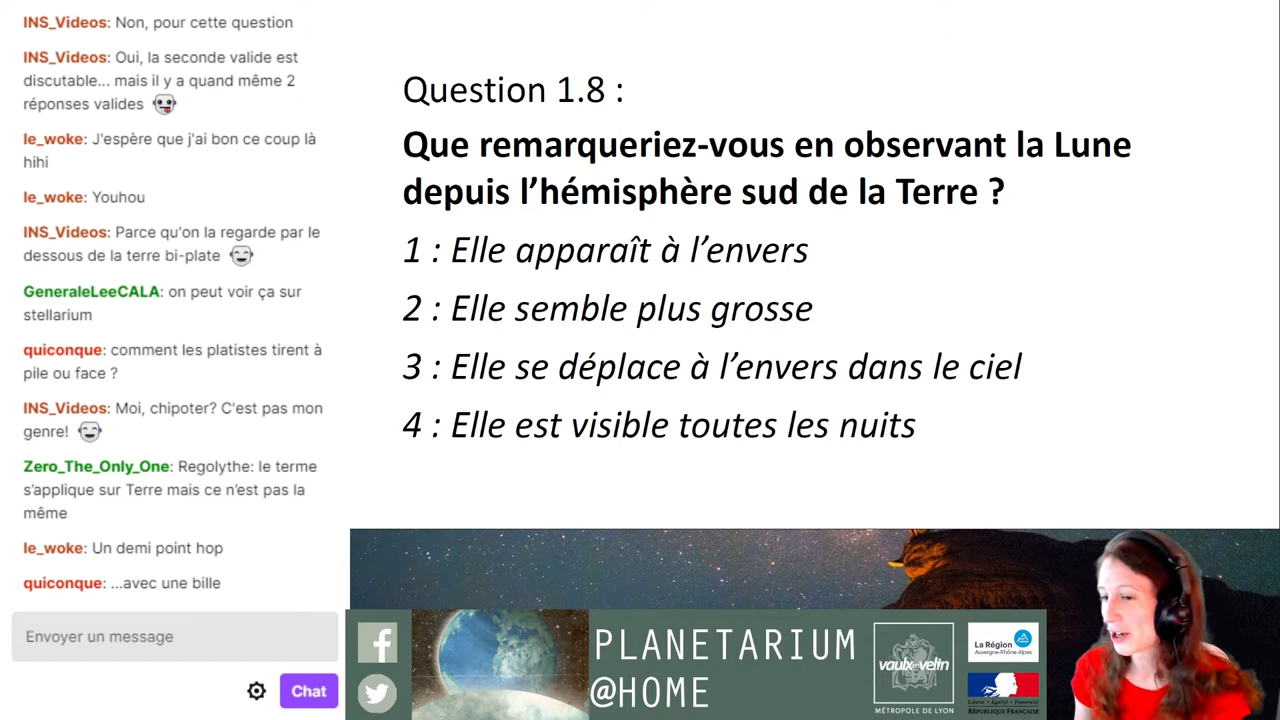 INS_Videos: Non, pour cette question
INS_Videos: Oui, la seconde valide est
discutable... mais il y a quand même 2
réponses valides
le_woke: J'espère que j'ai bon ce coup là
hihi
le_woke: Youhou
INS_Videos: Parce qu'on la regarde par le
dessous de la terre bi-plate
GeneraleLeeCALA: on peut voir ça sur
stellarium
quiconque: comment les platistes tirent à
pile ou face ?
INS_Videos: Moi, chipoter? C'est pas mon
genre!
Zero_The_Only_One: Regolythe: le terme
s'applique sur Terre mais ce n'est pas la
même
le_woke: Un demi point hop
quiconque: ...avec une bille
Envoyer un message
Chat
Question 1.8 :
Que remarqueriez-vous en observant la Lune
depuis l'hémisphère sud de la Terre ?
1 : Elle apparaît à l'envers
2 : Elle semble plus grosse
3 : Elle se déplace à l'envers dans le ciel
4 : Elle est visible toutes les nuits
PLANETARIUM
@HOME
vaulx en velin
MÉTROPOLE DE LYON
La Région
Auvergne-Rhône-Alpes
Liberté • Égalité • Fraternité
RÉPUBLIQUE FRANÇAISE